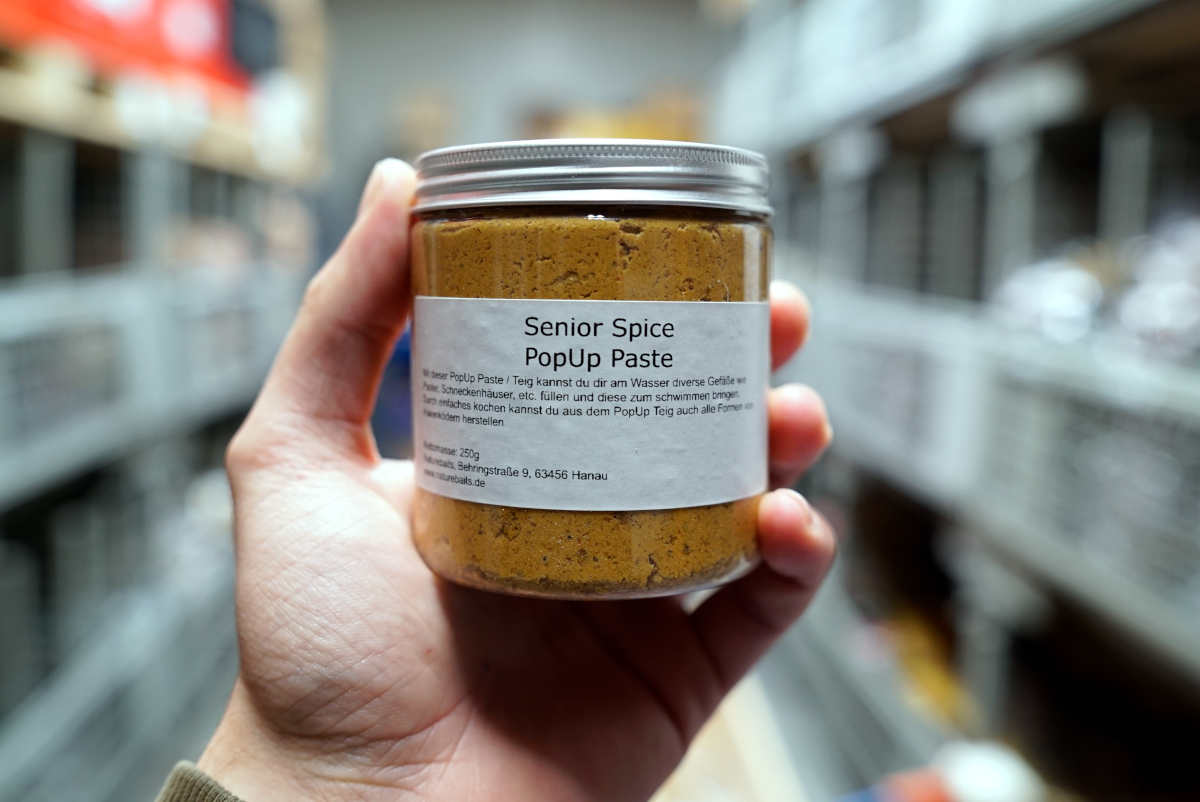 Senior Spice
PopUp Paste
Mit dieser PopUp Paste / Teig kannst du dir am Wasser diverse Gefäße wie
Pooler, Schneckenhäuser, etc. füllen und diese zum schwimmen bringen.
Durch einfaches kochen kannst du aus dem PopUp Teig auch alle Formen von
Hakenködern herstellen
Nettomasse: 250g
Naturebaits, Behringstraße 9, 63456 Hanau
www.naturebaits.de